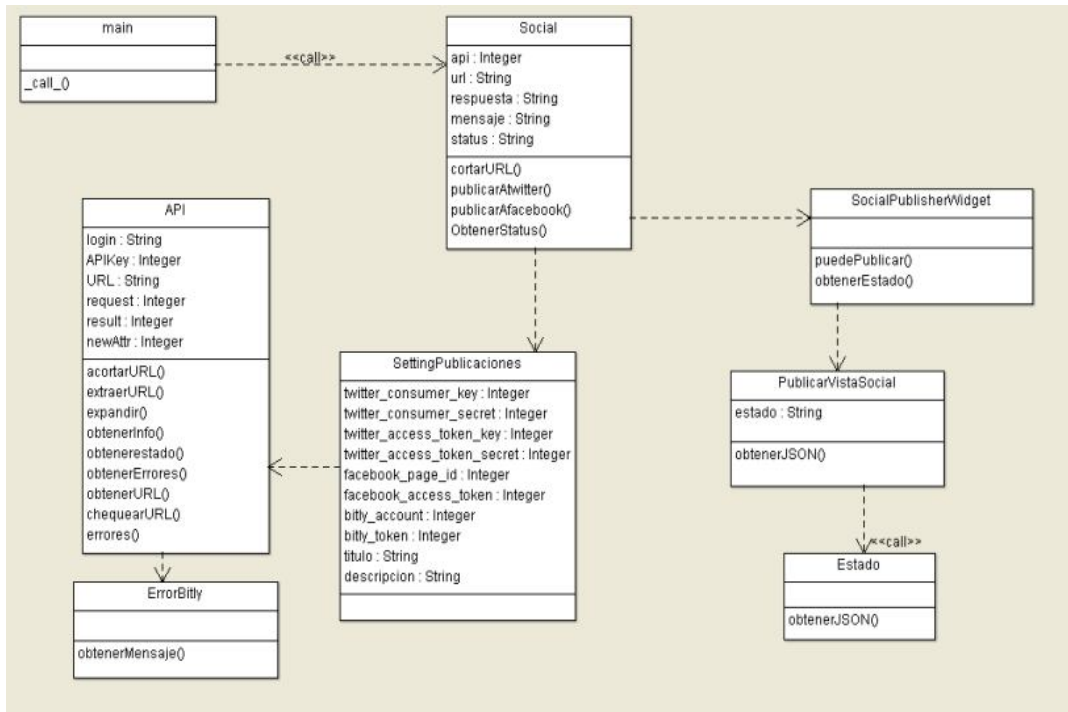 main
_call_()
<<call>>
Social
api : Integer
url : String
respuesta : String
mensaje : String
status : String
cortarURL()
publicarAtwitter()
publicarAfacebook()
ObtenerStatus()
SocialPublisherWidget
puedePublicar()
obtenerEstado()
API
login : String
APIKey : Integer
URL : String
request : Integer
result : Integer
newAttr : Integer
acortarURL()
extraerURL()
expandir()
obtenerInfo()
obtenerestado()
obtenerErrores()
obtenerURL()
chequearURL()
errores()
SettingPublicaciones
twitter_consumer_key : Integer
twitter_consumer_secret : Integer
twitter_access_token_key : Integer
twitter_access_token_secret : Integer
facebook_page_id : Integer
facebook_access_token : Integer
bitly_account : Integer
bitly_token : Integer
titulo : String
descripcion : String
PublicarVistaSocial
estado : String
obtenerJSON()
<<call>>
Estado
obtenerJSON()
ErrorBitly
obtenerMensaje()